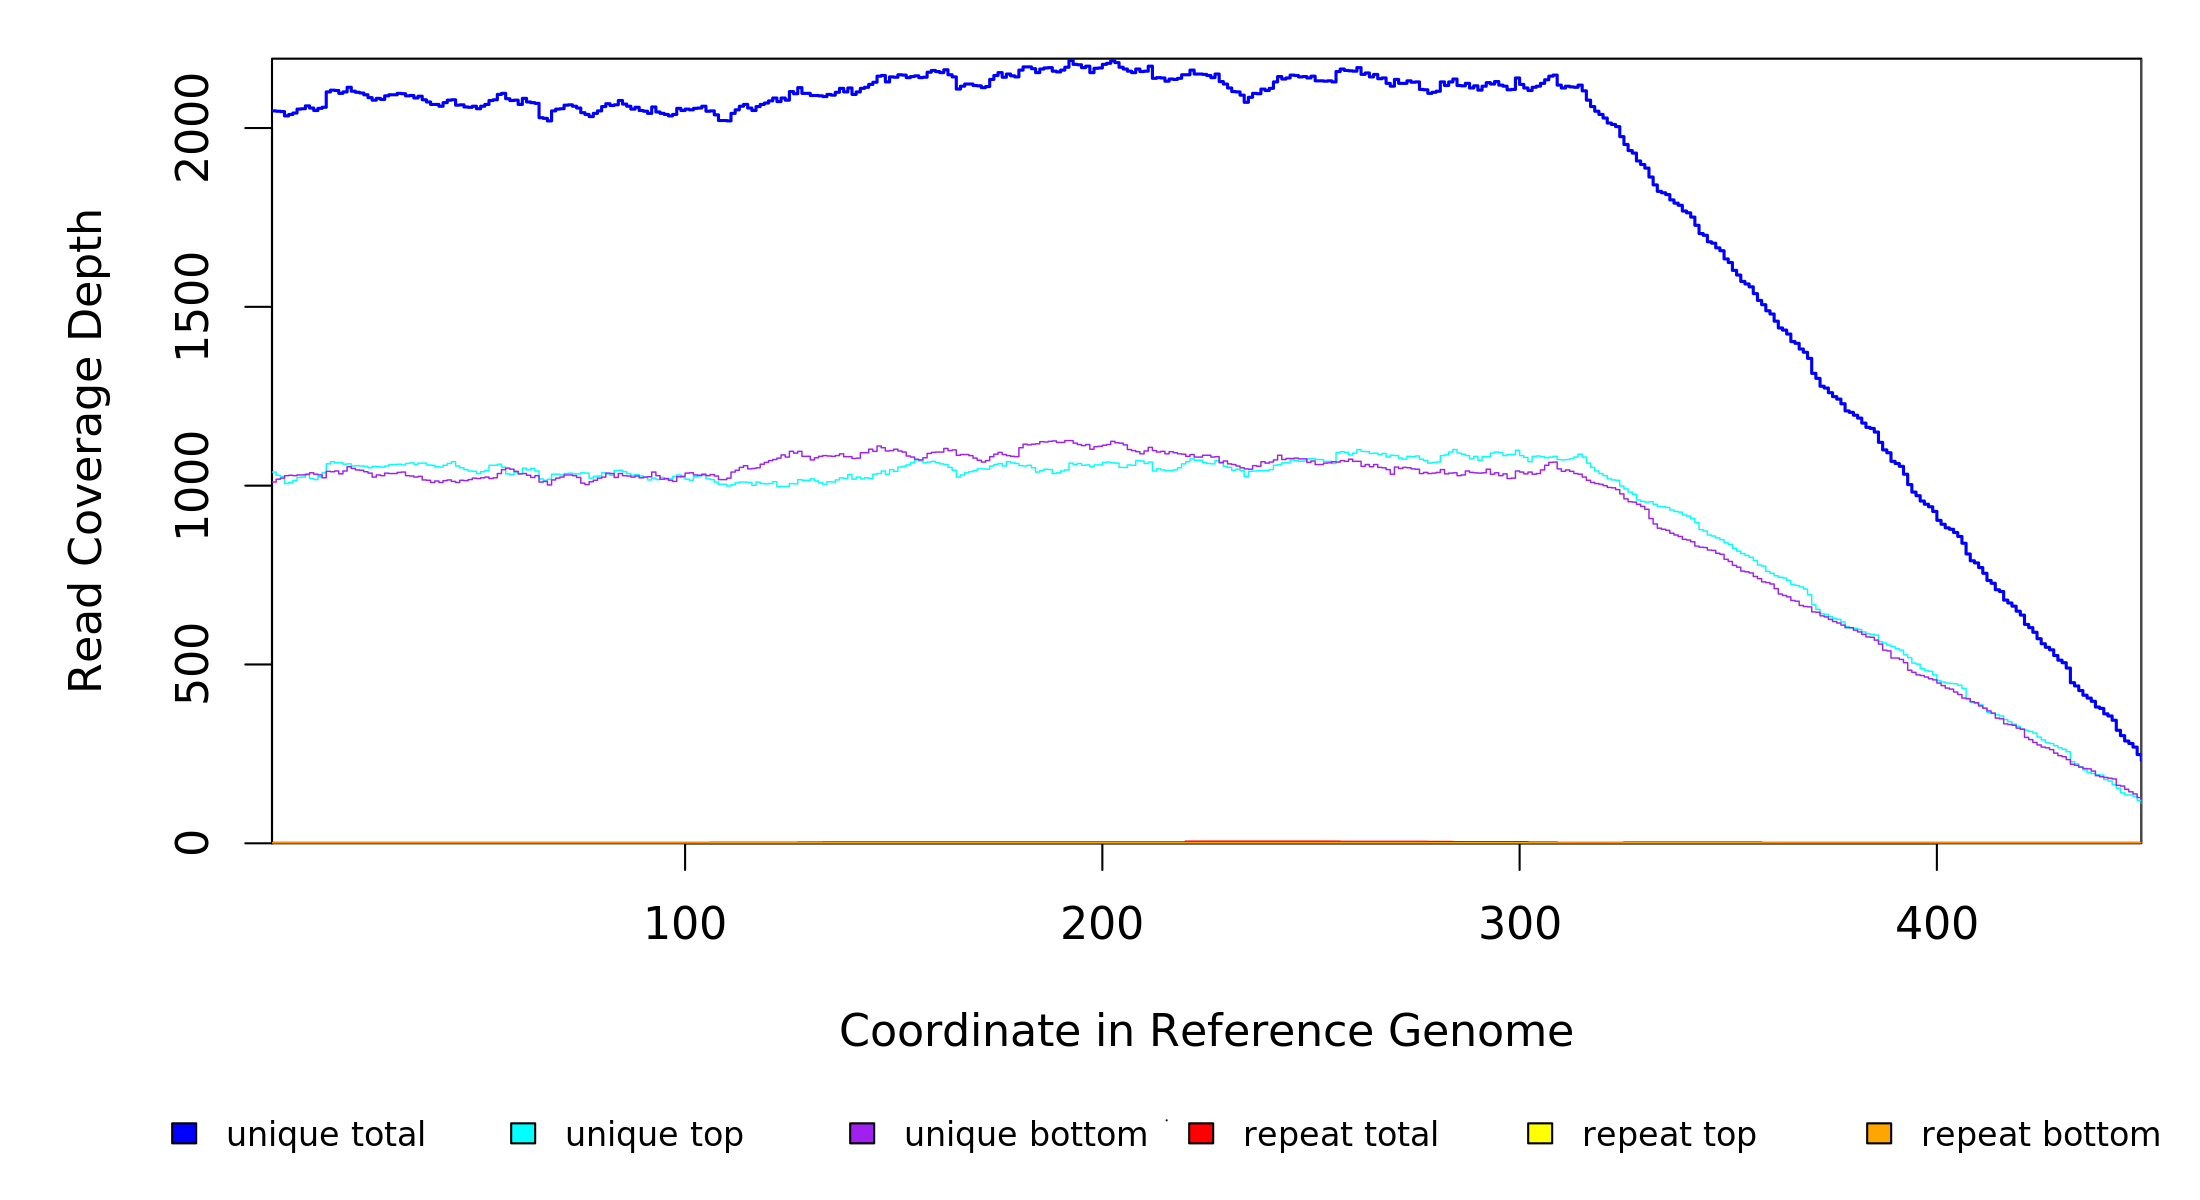 Read Coverage Depth
2000
1500
1000
500
0
100 200 300 400
Coordinate in Reference Genome
unique total unique top unique bottom repeat total repeat top repeat bottom